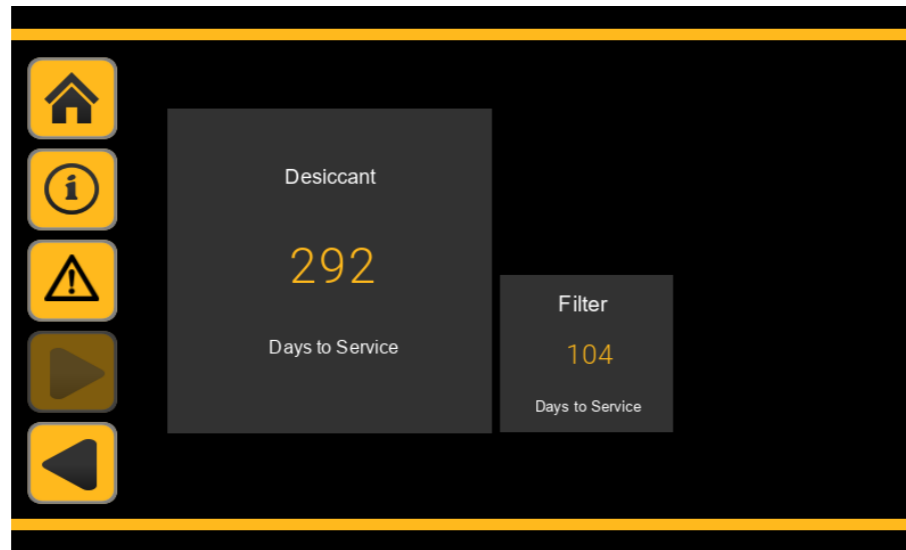 Desiccant
292
Days to Service
Filter
104
Days to Service